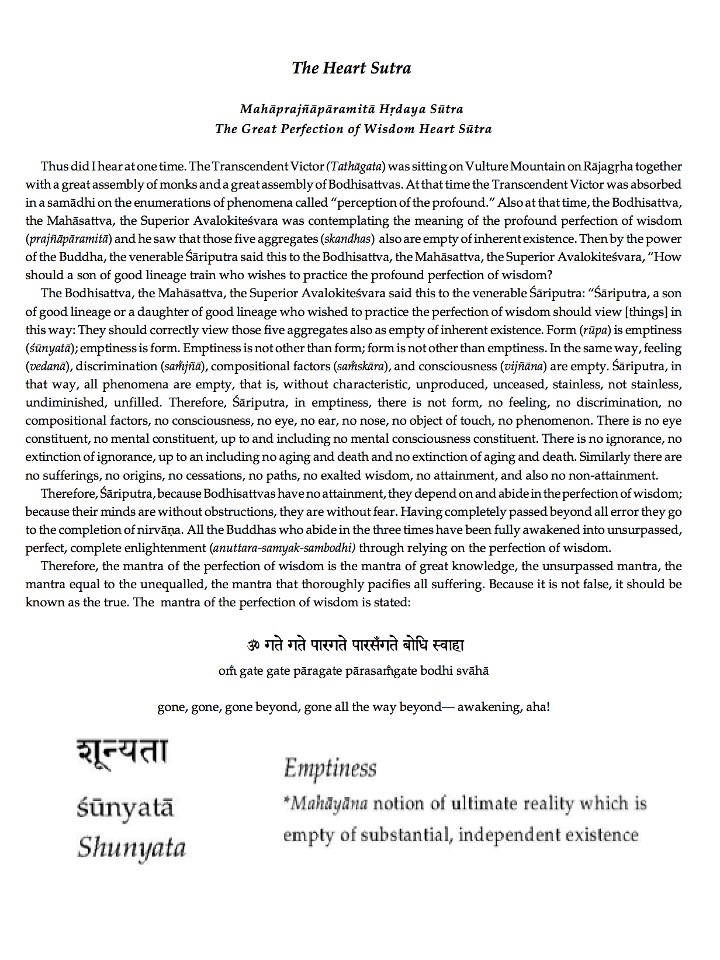 The Heart Sutra
Mahāprajñāpāramitā Hṛdaya Sūtra
The Great Perfection of Wisdom Heart Sūtra
Thus did I hear at one time. The Transcendent Victor (Tathāgata) was sitting on Vulture Mountain on Rājagṛha together
with a great assembly of monks and a great assembly of Bodhisattvas. At that time the Transcendent Victor was absorbed
in a samādhi on the enumerations of phenomena called “perception of the profound.” Also at that time, the Bodhisattva,
the Mahāsattva, the Superior Avalokiteśvara was contemplating the meaning of the profound perfection of wisdom
(prajñāpāramitā) and he saw that those five aggregates (skandhas) also are empty of inherent existence. Then by the power
of the Buddha, the venerable Śāriputra said this to the Bodhisattva, the Mahāsattva, the Superior Avalokiteśvara, “How
should a son of good lineage train who wishes to practice the profound perfection of wisdom?
The Bodhisattva, the Mahāsattva, the Superior Avalokiteśvara said this to the venerable Śāriputra: “Śāriputra, a son
of good lineage or a daughter of good lineage who wished to practice the perfection of wisdom should view [things] in
this way: They should correctly view those five aggregates also as empty of inherent existence. Form (rūpa) is emptiness
(śūnyatā); emptiness is form. Emptiness is not other than form; form is not other than emptiness. In the same way, feeling
(vedanā), discrimination (saṁjñā), compositional factors (saṁskāra), and consciousness (vijñāna) are empty. Śāriputra, in
that way, all phenomena are empty, that is, without characteristic, unproduced, unceased, stainless, not stainless,
undiminished, unfilled. Therefore, Śāriputra, in emptiness, there is not form, no feeling, no discrimination, no
compositional factors, no consciousness, no eye, no ear, no nose, no object of touch, no phenomenon. There is no eye
constituent, no mental constituent, up to and including no mental consciousness constituent. There is no ignorance, no
extinction of ignorance, up to an including no aging and death and no extinction of aging and death. Similarly there are
no sufferings, no origins, no cessations, no paths, no exalted wisdom, no attainment, and also no non-attainment.
Therefore, Śāriputra, because Bodhisattvas have no attainment, they depend on and abide in the perfection of wisdom;
because their minds are without obstructions, they are without fear. Having completely passed beyond all error they go
to the completion of nirvāṇa. All the Buddhas who abide in the three times have been fully awakened into unsurpassed,
perfect, complete enlightenment (anuttara-samyak-sambodhi) through relying on the perfection of wisdom.
Therefore, the mantra of the perfection of wisdom is the mantra of great knowledge, the unsurpassed mantra, the
mantra equal to the unequalled, the mantra that thoroughly pacifies all suffering. Because it is not false, it should be
known as the true. The mantra of the perfection of wisdom is stated:
ॐ गते गते पारगते पारसँगते बोधि स्वाहा
oṁ gate gate pāragate pārasaṁgate bodhi svāhā
gone, gone, gone beyond, gone all the way beyond— awakening, aha!
शून्यता
śūnyatā
Shunyata
Emptiness
*Mahāyāna notion of ultimate reality which is
empty of substantial, independent existence